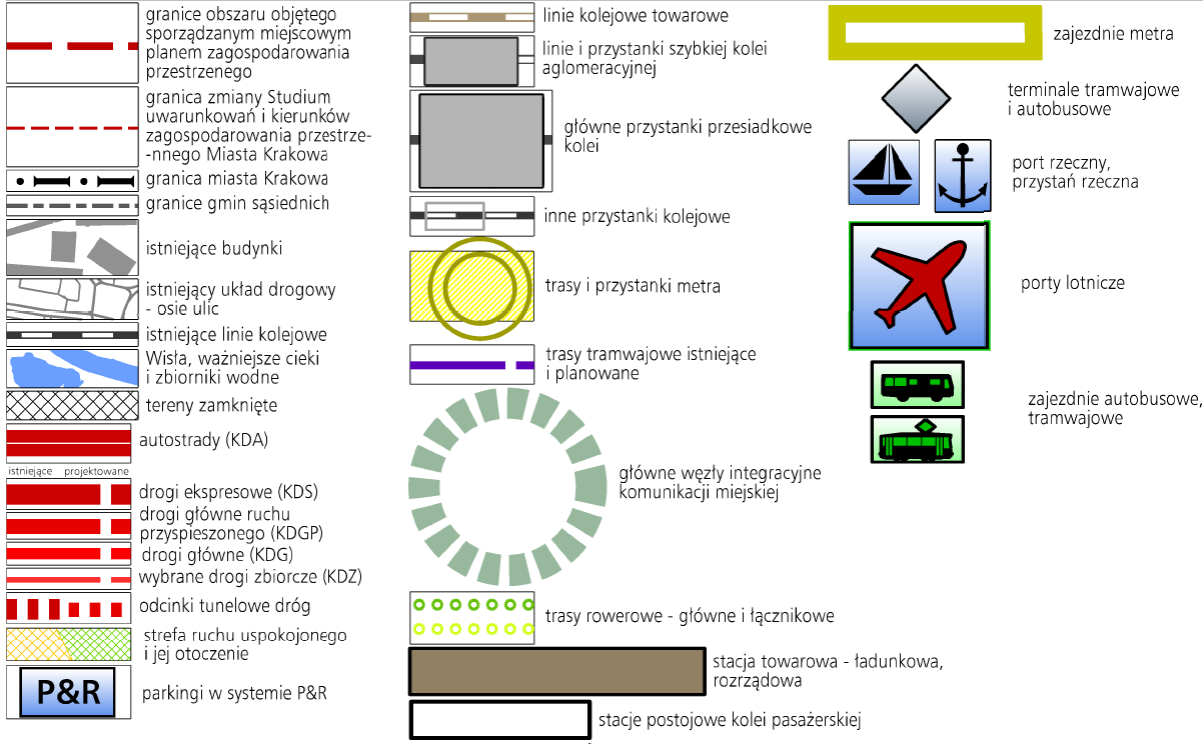 granice obszaru objętego
sporządzanym miejscowym
planem zagospodarowania
przestrzenego
granica zmiany Studium
uwarunkowań i kierunków
zagospodarowania przestrze-
-nnego Miasta Krakowa
granica miasta Krakowa
granice gmin sąsiednich
istniejące budynki
istniejący układ drogowy
- osie ulic
istniejące linie kolejowe
Wisła, ważniejsze cieki
i zbiorniki wodne
tereny zamknięte
autostrady (KDA)
istniejące projektowane
drogi ekspresowe (KDS)
drogi główne ruchu
przyspieszonego (KDGP)
drogi główne (KDG)
wybrane drogi zbiorcze (KDZ)
odcinki tunelowe dróg
strefa ruchu uspokojonego
i jej otoczenie
P&R
parkingi w systemie P&R
linie kolejowe towarowe
linie i przystanki szybkiej kolei
aglomeracyjnej
główne przystanki przesiadkowe
kolei
inne przystanki kolejowe
trasy i przystanki metra
trasy tramwajowe istniejące
i planowane
główne węzły integracyjne
komunikacji miejskiej
trasy rowerowe - główne i łącznikowe
stacja towarowa - ładunkowa,
rozrządowa
stacje postojowe kolei pasażerskiej
zajezdnie metra
terminale tramwajowe
i autobusowe
port rzeczny,
przystań rzeczna
porty lotnicze
zajezdnie autobusowe,
tramwajowe